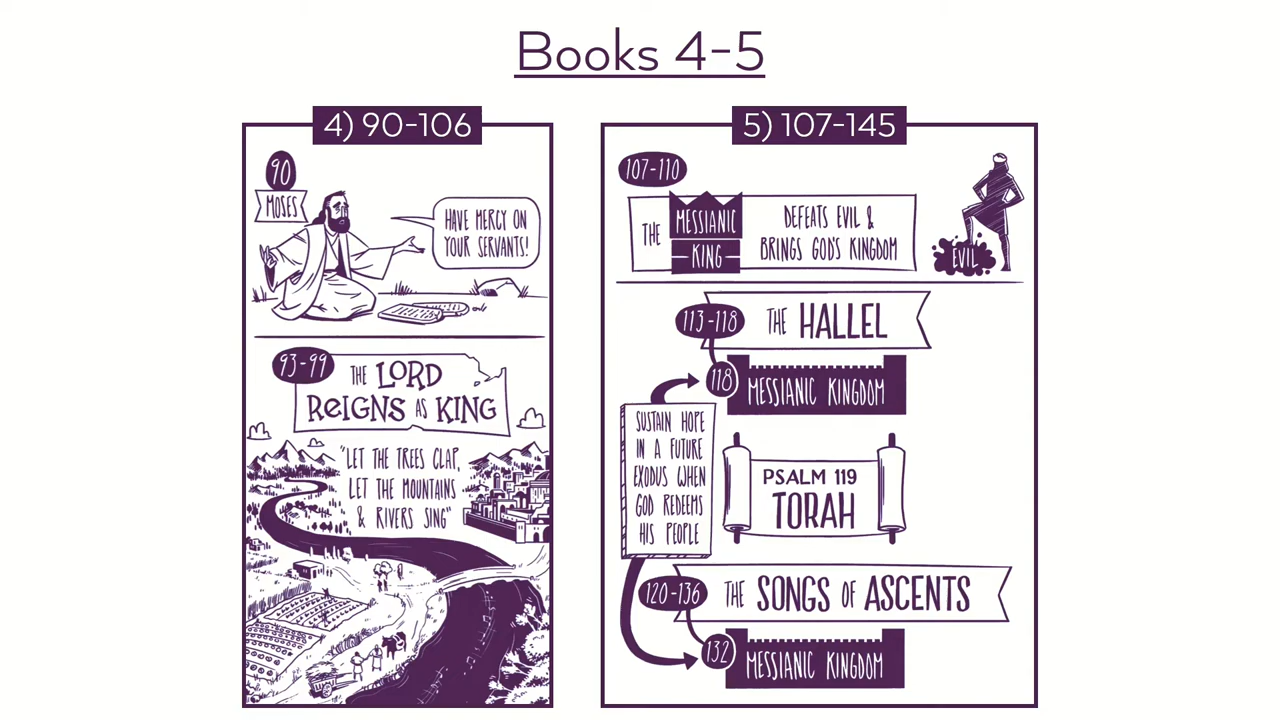 Books 4-5
4) 90-106
90
MOSES
HAVE MERCY ON
YOUR SERVANTS!
93-99
THE LORD
REIGNS AS KING
"LET THE TREES CLAP,
LET THE MOUNTAINS
& RIVERS SING"
5) 107-145
107-110
THE MESSIANIC KING
DEFEATS EVIL &
BRINGS GOD'S KINGDOM
EVIL
113-118 THE HALLEL
118 MESSIANIC KINGDOM
SUSTAIN HOPE
IN A FUTURE
EXODUS WHEN
GOD REDEEMS
HIS PEOPLE
PSALM 119
TORAH
120-136 THE SONGS OF ASCENTS
132 MESSIANIC KINGDOM